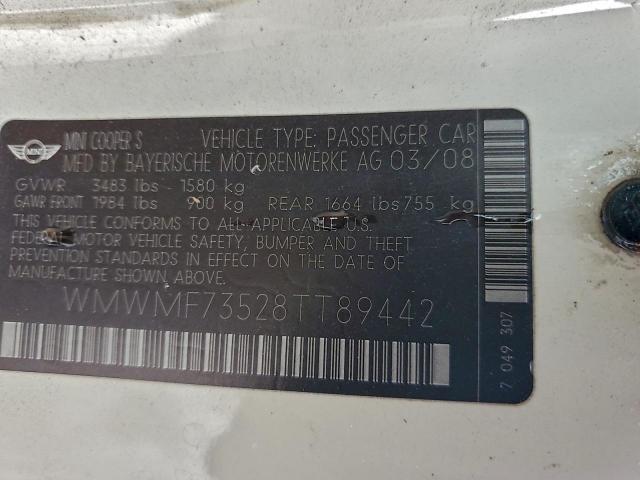 MINI
MINI COOPER S VEHICLE TYPE: PASSENGER CAR
MFD BY BAYERISCHE MOTORENWERKE AG 03/08
GVWR 3483 lbs - 1580 kg
GAWR FRONT 1984 lbs kg REAR 1664 lbs 755 kg
THIS VEHICLE CONFORMS TO ALL APPLICABLE U.S.
FEDERAL MOTOR VEHICLE SAFETY, BUMPER AND THEFT
PREVENTION STANDARDS IN EFFECT ON THE DATE OF
MANUFACTURE SHOWN ABOVE.
WMWMF73528TT89442
7 049 307